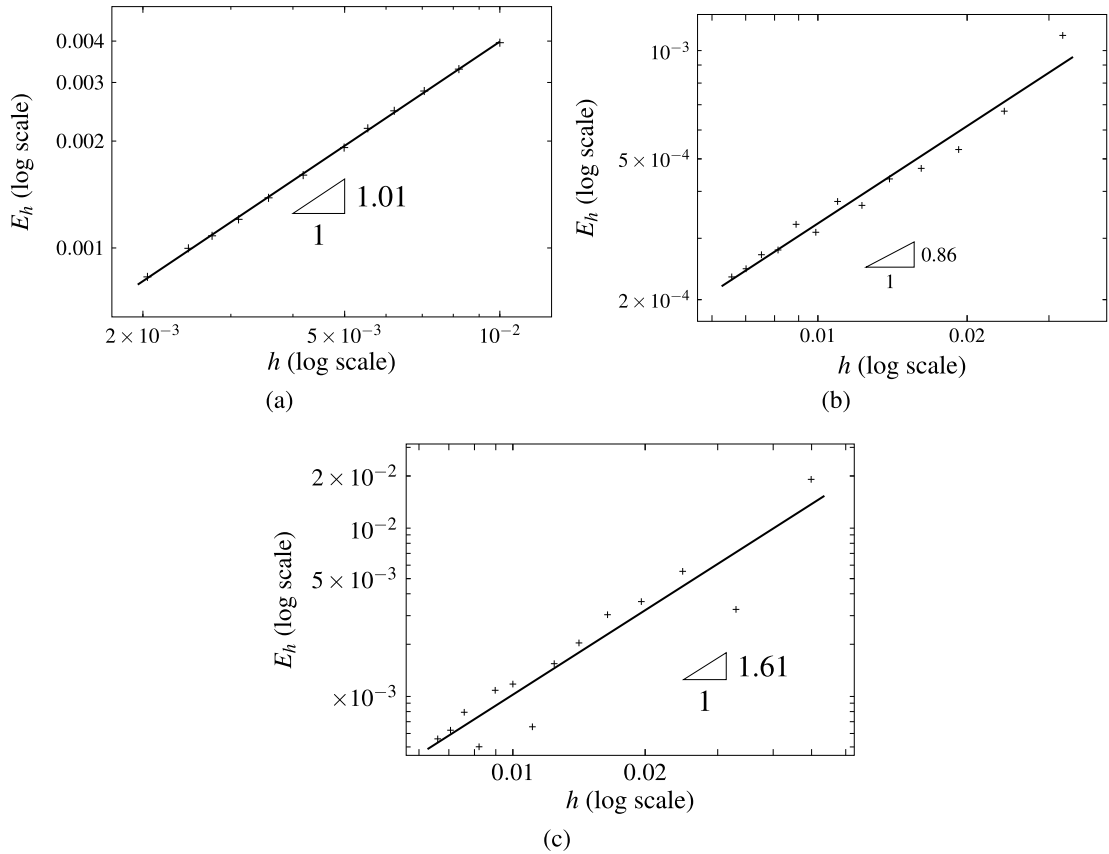 0.004
0.003
0.002
0.001
E_h (log scale)
1.01
1
2 × 10⁻³
5 × 10⁻³
10⁻²
h (log scale)
(a)
10⁻³
5 × 10⁻⁴
2 × 10⁻⁴
E_h (log scale)
0.86
1
0.01
0.02
h (log scale)
(b)
2 × 10⁻²
10⁻²
5 × 10⁻³
×10⁻³
E_h (log scale)
1.61
1
0.01
0.02
h (log scale)
(c)